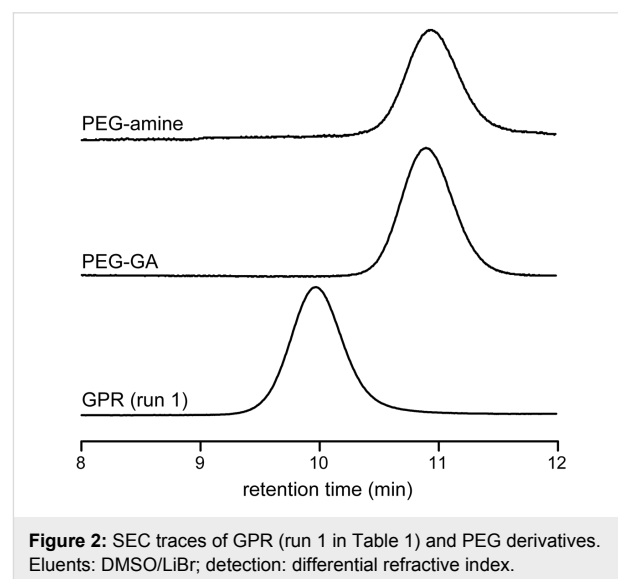 PEG-amine
PEG-GA
GPR (run 1)
8 9 10 11 12
retention time (min)
Figure 2: SEC traces of GPR (run 1 in Table 1) and PEG derivatives.
Eluents: DMSO/LiBr; detection: differential refractive index.